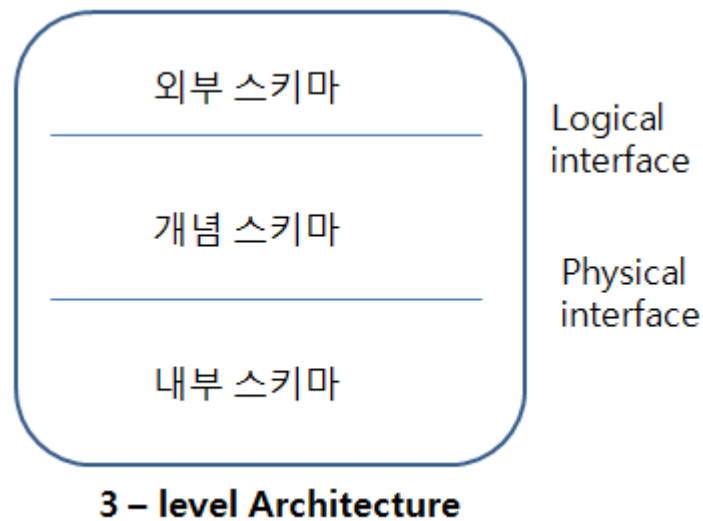 외부 스키마
Logical
interface
개념 스키마
Physical
interface
내부 스키마
3 – level Architecture